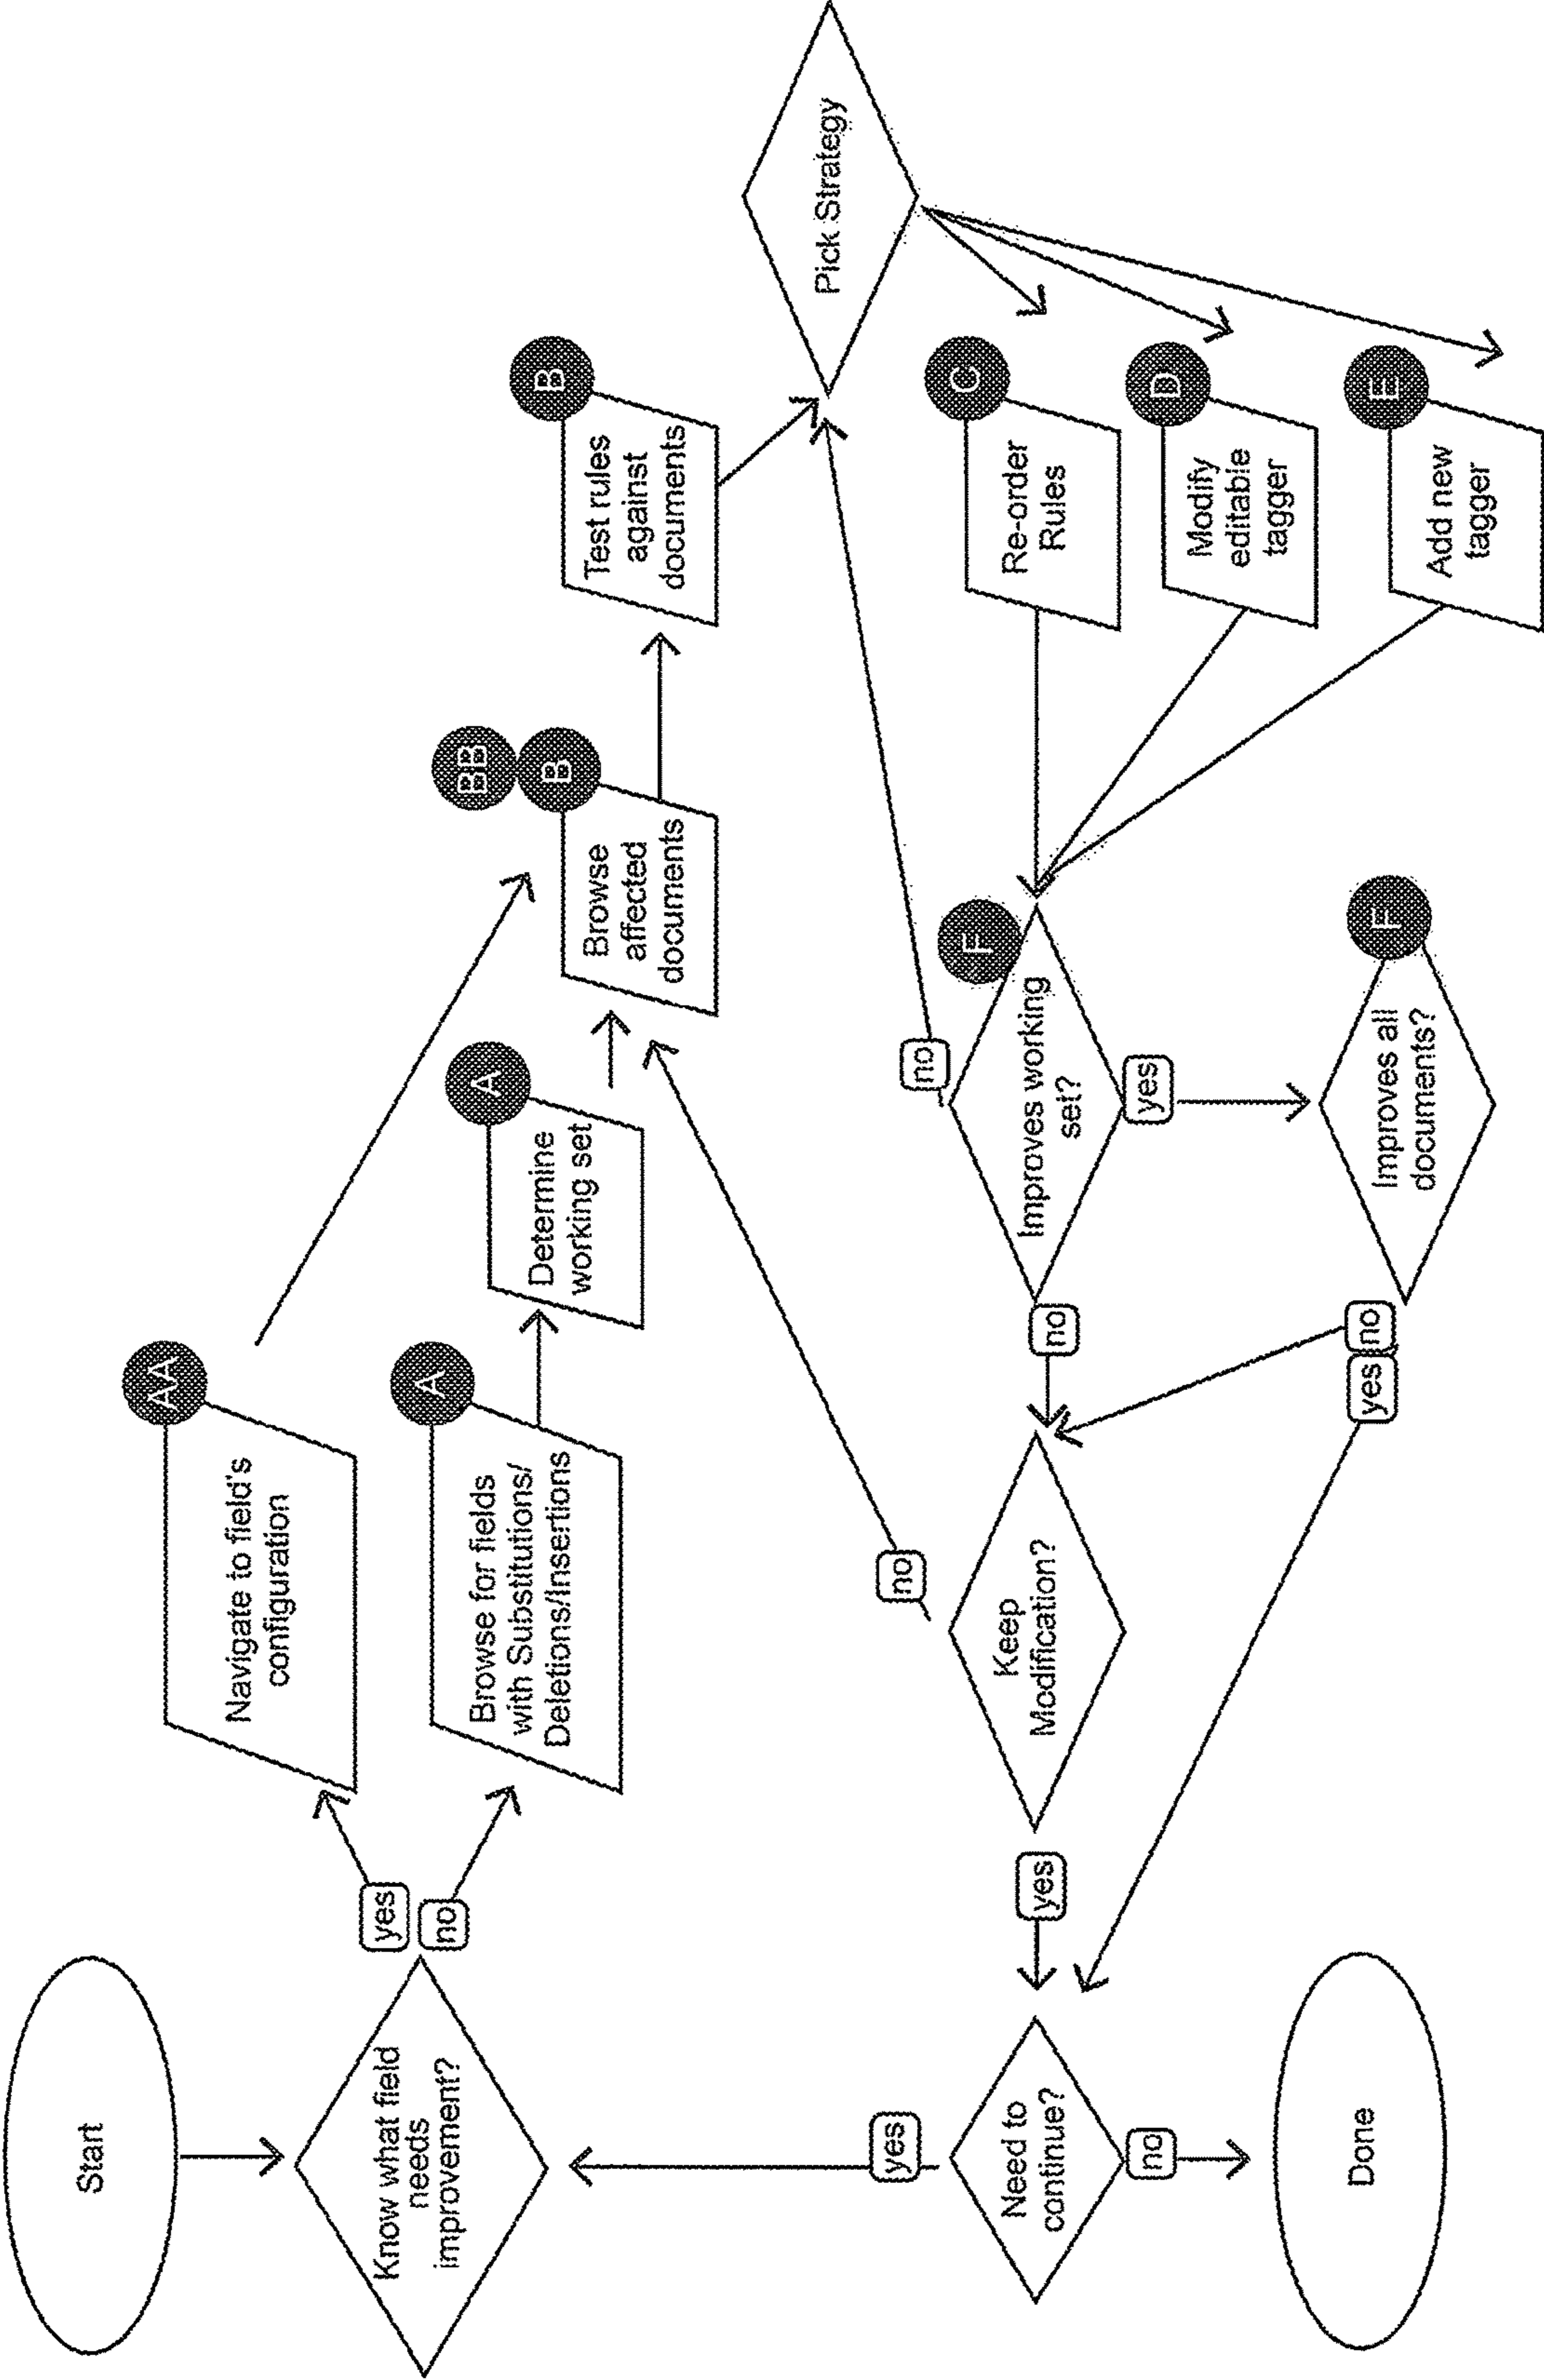 Start
Know what field
needs
improvement?
yes
no
Navigate to field's
configuration
AA
Browse for fields
with Substitutions/
Deletions/Insertions
A
Determine
working set
A
Browse
affected
documents
BB
B
Test rules
against
documents
B
Pick Strategy
Re-order
Rules
C
Modify
editable
tagger
D
Add new
tagger
E
Improves working
set?
F
no
no
yes
Improves all
documents?
F
no
yes
Keep
Modification?
no
yes
Need to
continue?
yes
no
Done